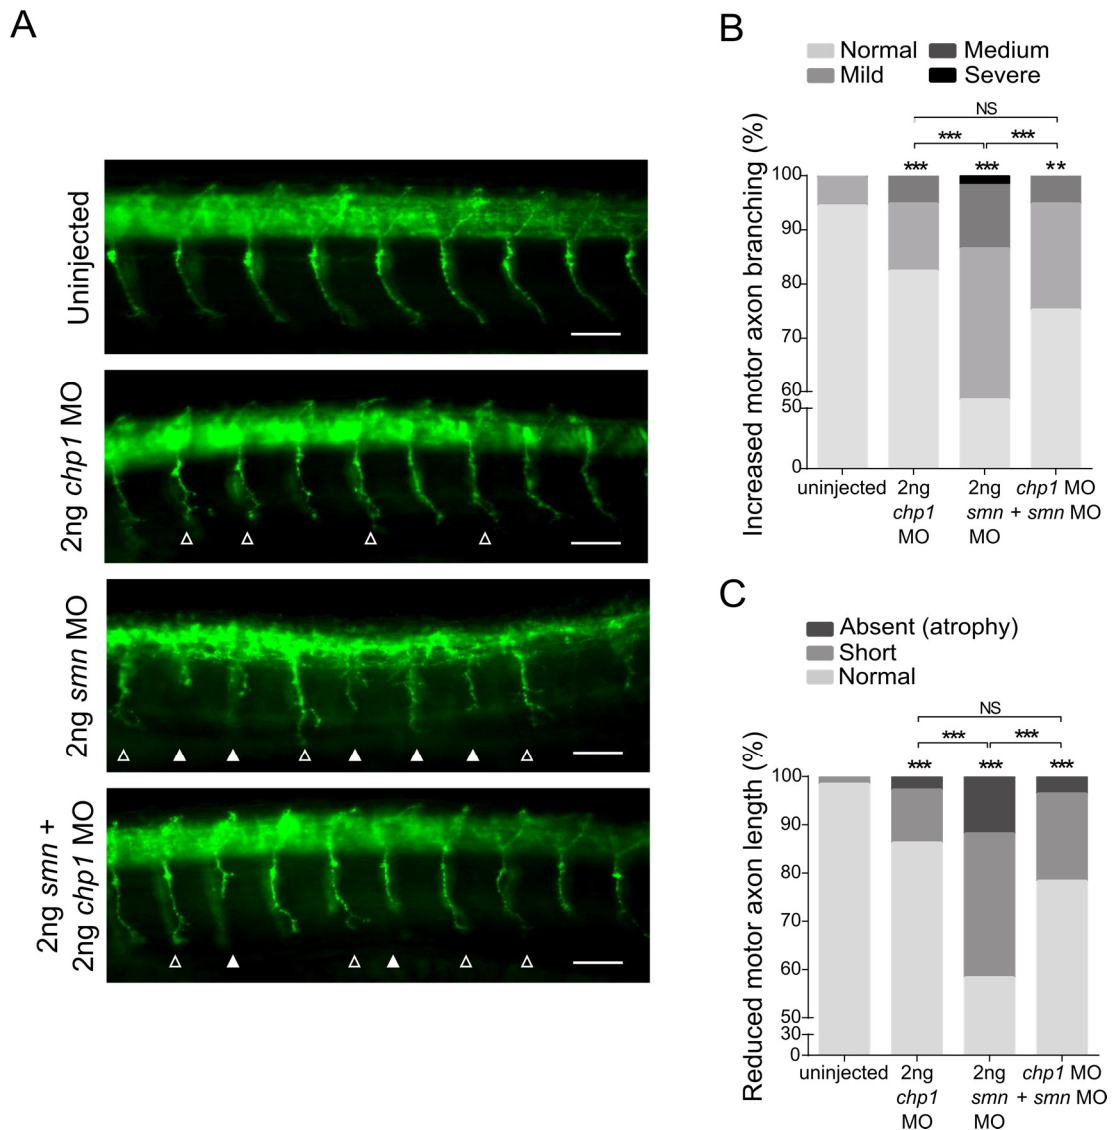 A
Uninjected
2ng chp1 MO
2ng smn MO
2ng smn +
2ng chp1 MO
B
Normal
Medium
Mild
Severe
NS
*** ***
*** *** **
Increased motor axon branching (%)
100
90
80
70
60
50
0
uninjected
2ng
chp1
MO
2ng
smn
MO
chp1 MO
+ smn MO
C
Absent (atrophy)
Short
Normal
NS
*** ***
*** *** ***
Reduced motor axon length (%)
100
90
80
70
60
50
30
0
uninjected
2ng
chp1
MO
2ng
smn
MO
chp1 MO
+ smn MO